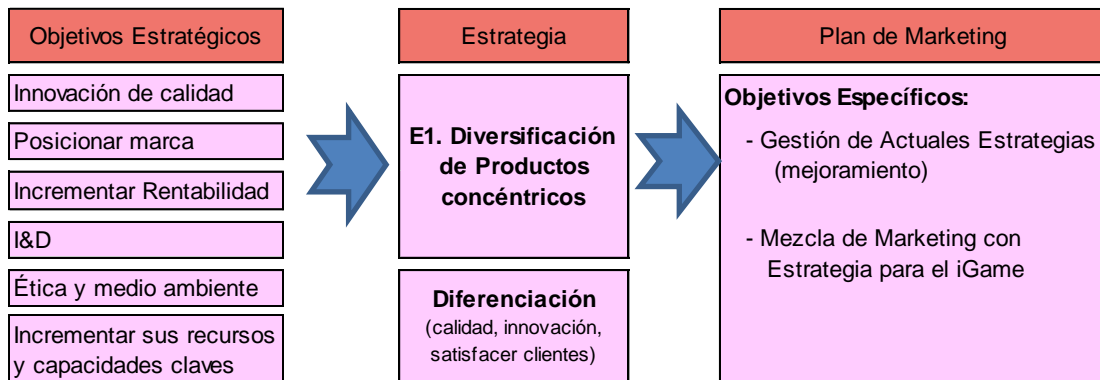 Objetivos Estratégicos
Innovación de calidad
Posicionar marca
Incrementar Rentabilidad
I&D
Ética y medio ambiente
Incrementar sus recursos
y capacidades claves
Estrategia
E1. Diversificación
de Productos
concéntricos
Diferenciación
(calidad, innovación,
satisfacer clientes)
Plan de Marketing
Objetivos Específicos:
- Gestión de Actuales Estrategias
(mejoramiento)
- Mezcla de Marketing con
Estrategia para el iGame